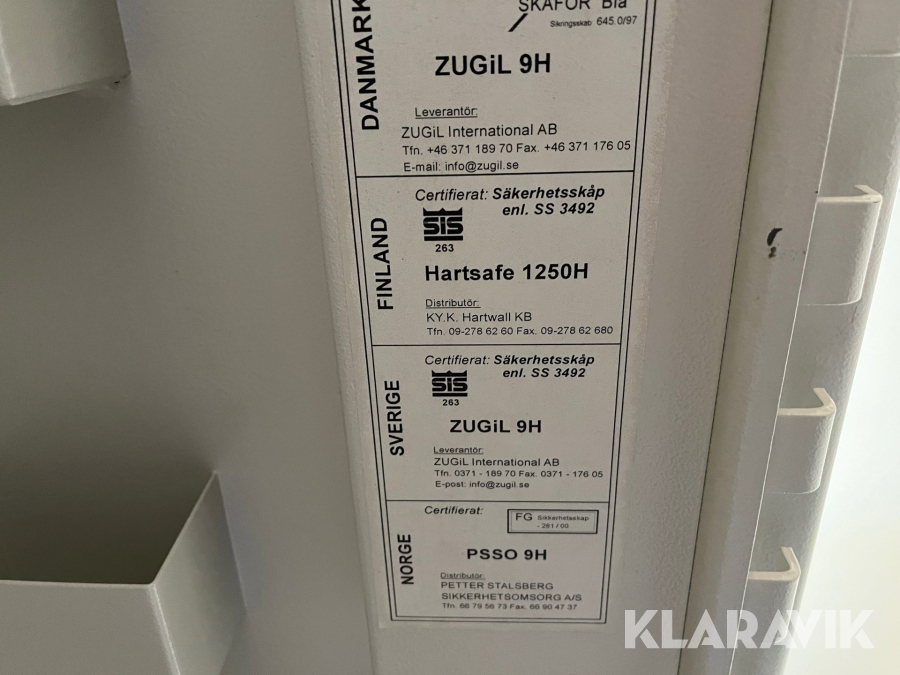 DANMARK
SKAFOR Blå
Sikringsskab 645.0/97
ZUGiL 9H
Leverantör:
ZUGiL International AB
Tfn. +46 371 189 70 Fax. +46 371 176 05
E-mail: info@zugil.se
FINLAND
Certifierat: Säkerhetsskåp
enl. SS 3492
SIS
263
Hartsafe 1250H
Distributör:
KY.K. Hartwall KB
Tfn. 09-278 62 60 Fax. 09-278 62 680
SVERIGE
Certifierat: Säkerhetsskåp
enl. SS 3492
SIS
263
ZUGiL 9H
Leverantör:
ZUGiL International AB
Tfn. 0371 - 189 70 Fax. 0371 - 176 05
E-post: info@zugil.se
NORGE
Certifierat:
FG Sikkerhetsskap
- 281 / 00
PSSO 9H
Distributör:
PETTER STALSBERG
SIKKERHETSOMSORG A/S
Tfn. 66 79 56 73 Fax. 66 90 47 37
KLARAVIK